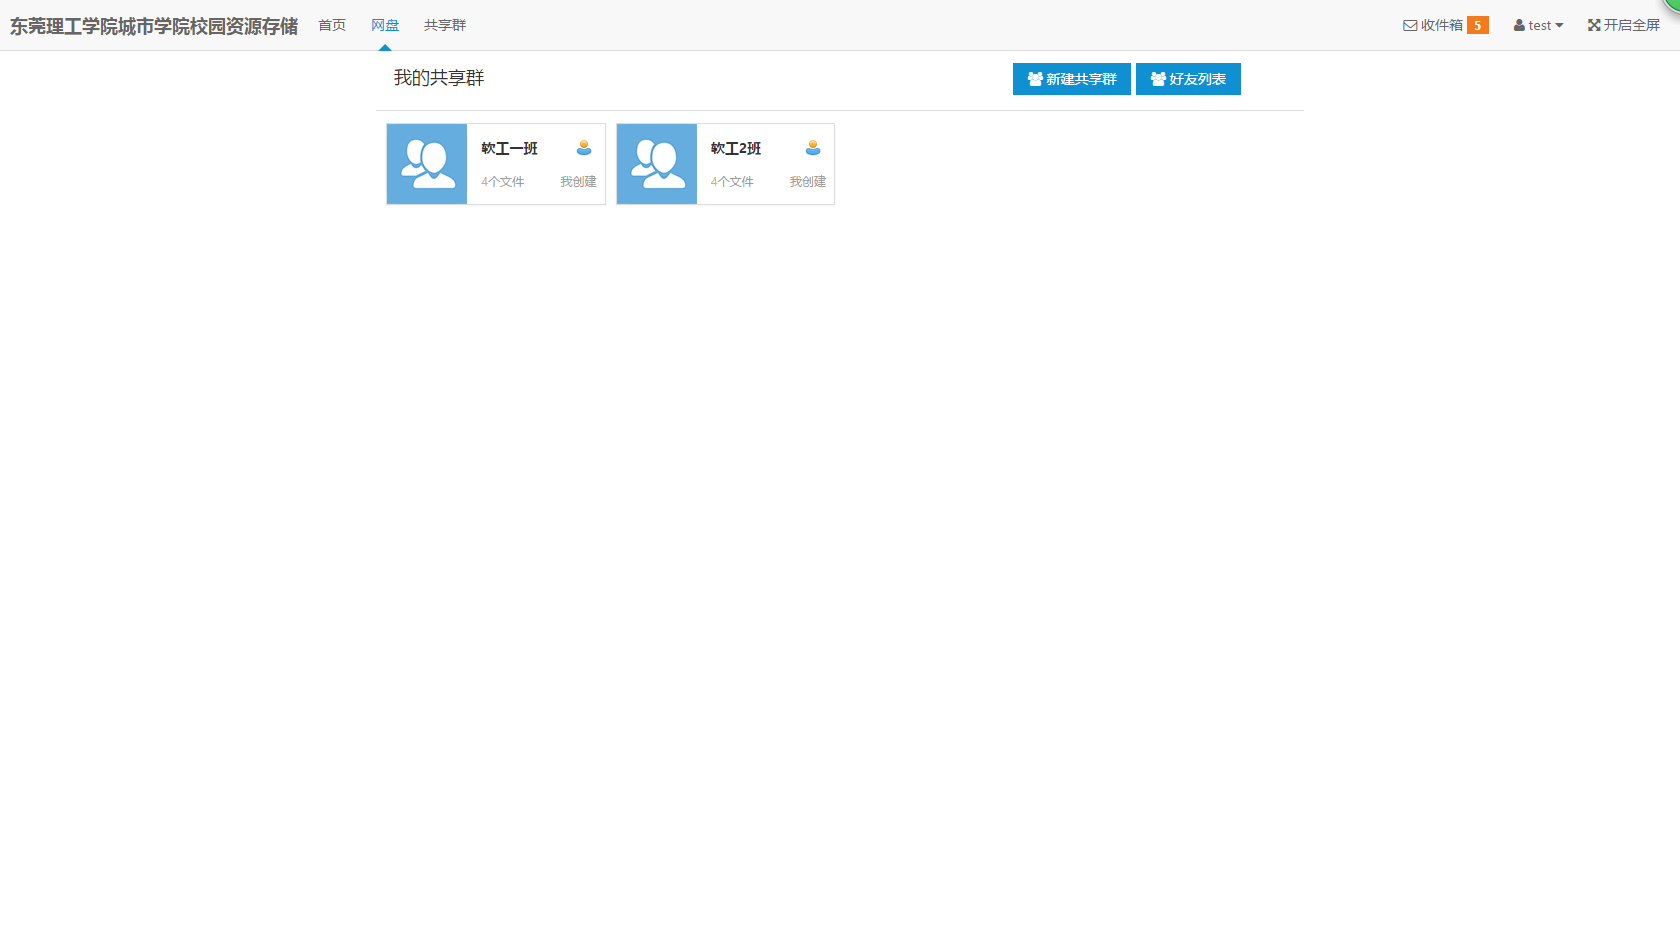 东莞理工学院城市学院校园资源存储 首页 网盘 共享群 收件箱 5 test 开启全屏
我的共享群 新建共享群 好友列表
软工一班 软工2班
4个文件 我创建 4个文件 我创建